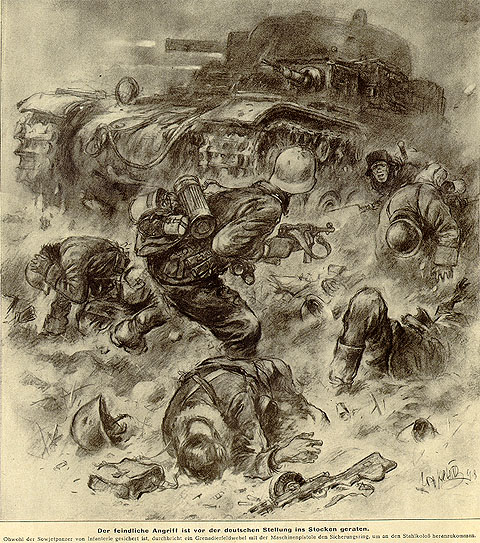 Der feindliche Angriff ist vor der deutschen Stellung ins Stocken geraten.
Obwohl der Sowjetpanzer von Infanterie gesichert ist, durchbricht ein Grenadierfeldwebel mit der Maschinenpistole den Sicherungsring, um an den Stahlkoloß heranzukommen.